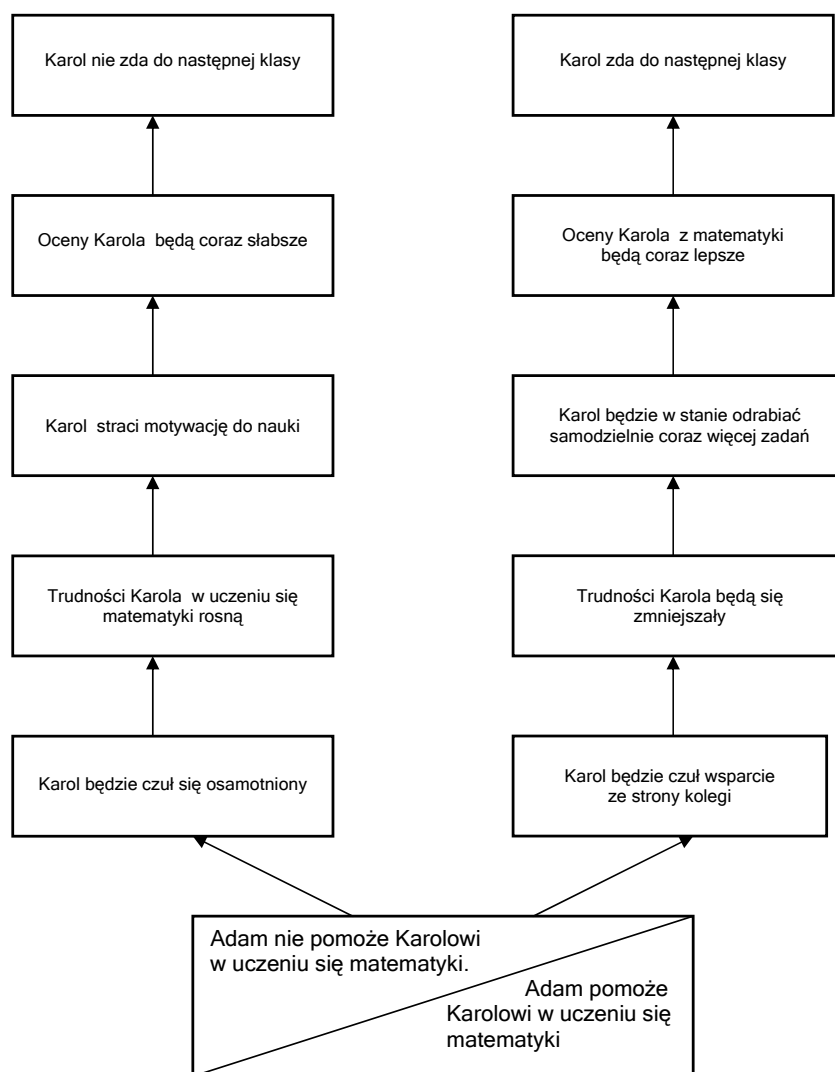 Karol nie zda do następnej klasy
Karol zda do następnej klasy
Oceny Karola będą coraz słabsze
Oceny Karola z matematyki
będą coraz lepsze
Karol straci motywację do nauki
Karol będzie w stanie odrabiać
samodzielnie coraz więcej zadań
Trudności Karola w uczeniu się
matematyki rosną
Trudności Karola będą się
zmniejszały
Karol będzie czuł się osamotniony
Karol będzie czuł wsparcie
ze strony kolegi
Adam nie pomoże Karolowi
w uczeniu się matematyki.
Adam pomoże
Karolowi w uczeniu się
matematyki